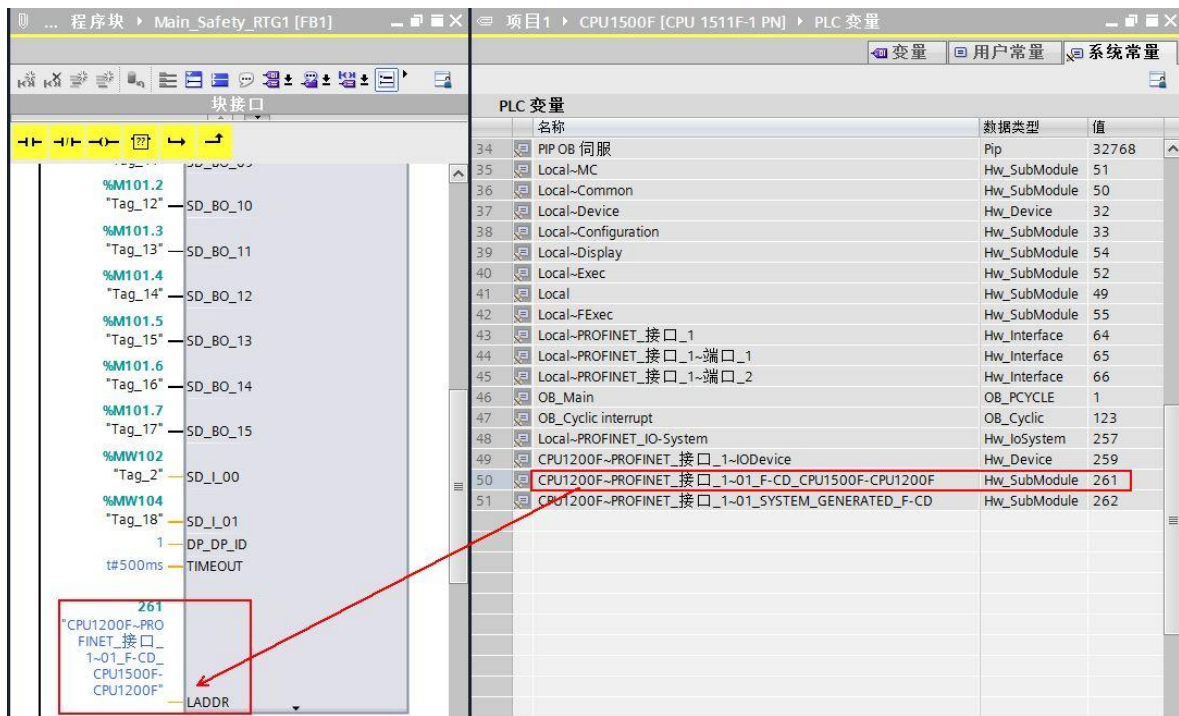 ... 程序块 ▸ Main_Safety_RTG1 [FB1]
块接口
??
%M101.2
"Tag_12"
SD_BO_10
%M101.3
"Tag_13"
SD_BO_11
%M101.4
"Tag_14"
SD_BO_12
%M101.5
"Tag_15"
SD_BO_13
%M101.6
"Tag_16"
SD_BO_14
%M101.7
"Tag_17"
SD_BO_15
%MW102
"Tag_2"
SD_I_00
%MW104
"Tag_18"
SD_I_01
1
DP_DP_ID
t#500ms
TIMEOUT
261
"CPU1200F~PRO
FINET_接口_
1~01_F-CD_
CPU1500F-
CPU1200F"
LADDR
项目1 ▸ CPU1500F [CPU 1511F-1 PN] ▸ PLC 变量
变量 用户常量 系统常量
PLC 变量
名称 数据类型 值
34 PIP OB 伺服 Pip 32768
35 Local~MC Hw_SubModule 51
36 Local~Common Hw_SubModule 50
37 Local~Device Hw_Device 32
38 Local~Configuration Hw_SubModule 33
39 Local~Display Hw_SubModule 54
40 Local~Exec Hw_SubModule 52
41 Local Hw_SubModule 49
42 Local~FExec Hw_SubModule 55
43 Local~PROFINET_接口_1 Hw_Interface 64
44 Local~PROFINET_接口_1~端口_1 Hw_Interface 65
45 Local~PROFINET_接口_1~端口_2 Hw_Interface 66
46 OB_Main OB_PCYCLE 1
47 OB_Cyclic interrupt OB_Cyclic 123
48 Local~PROFINET_IO-System Hw_IoSystem 257
49 CPU1200F~PROFINET_接口_1~IODevice Hw_Device 259
50 CPU1200F~PROFINET_接口_1~01_F-CD_CPU1500F-CPU1200F Hw_SubModule 261
51 CPU1200F~PROFINET_接口_1~01_SYSTEM_GENERATED_F-CD Hw_SubModule 262